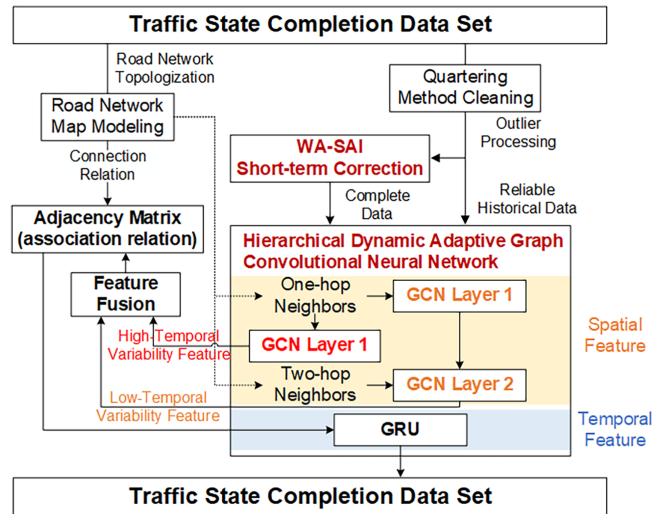 Traffic State Completion Data Set
Road Network
Topologization
Quartering
Method Cleaning
Road Network
Map Modeling
Outlier
Processing
WA-SAI
Short-term Correction
Connection
Relation
Complete
Data
Reliable
Historical Data
Adjacency Matrix
(association relation)
Hierarchical Dynamic Adaptive Graph
Convolutional Neural Network
Feature
Fusion
One-hop
Neighbors
GCN Layer 1
Spatial
Feature
High-Temporal
Variability Feature
GCN Layer 1
Two-hop
Neighbors
GCN Layer 2
Low-Temporal
Variability Feature
GRU
Temporal
Feature
Traffic State Completion Data Set